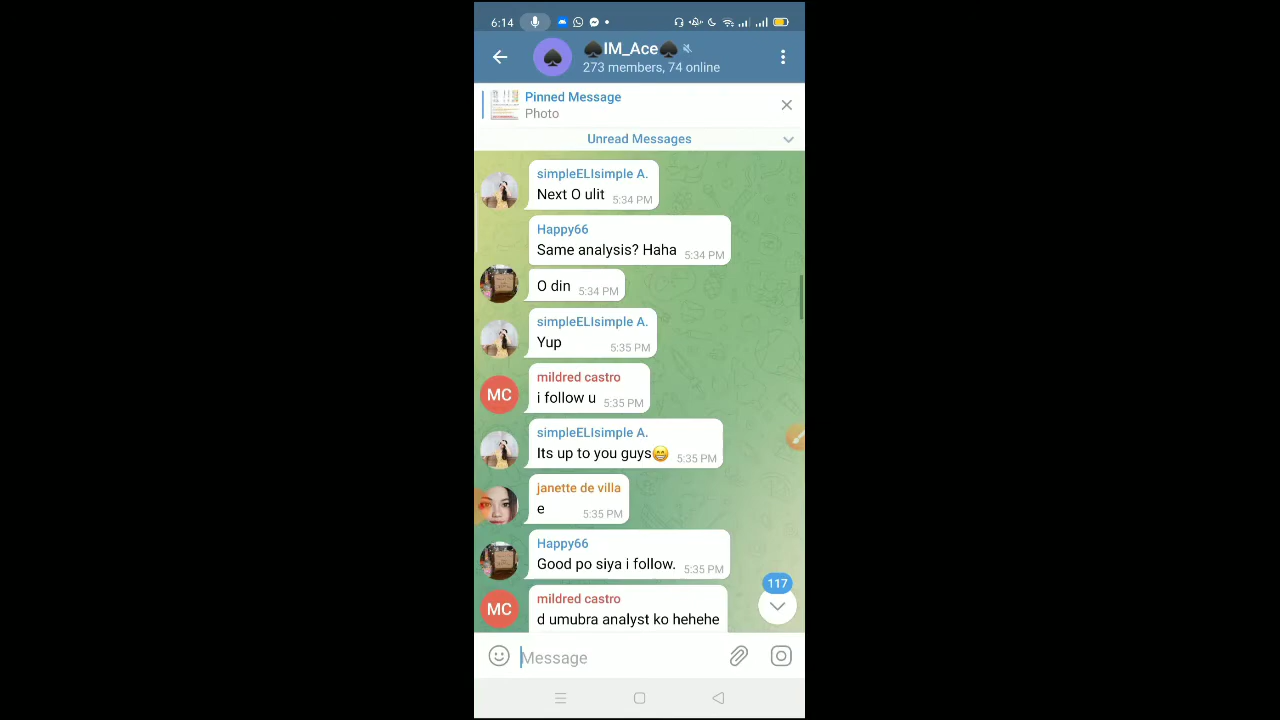 6:14
♠IM_Ace♠
273 members, 74 online
Pinned Message
Photo
Unread Messages
simpleELIsimple A.
Next O ulit 5:34 PM
Happy66
Same analysis? Haha 5:34 PM
O din 5:34 PM
simpleELIsimple A.
Yup 5:35 PM
mildred castro
MC
i follow u 5:35 PM
simpleELIsimple A.
Its up to you guys😁 5:35 PM
janette de villa
e 5:35 PM
Happy66
Good po siya i follow. 5:35 PM
117
mildred castro
MC
d umubra analyst ko hehehe
Message